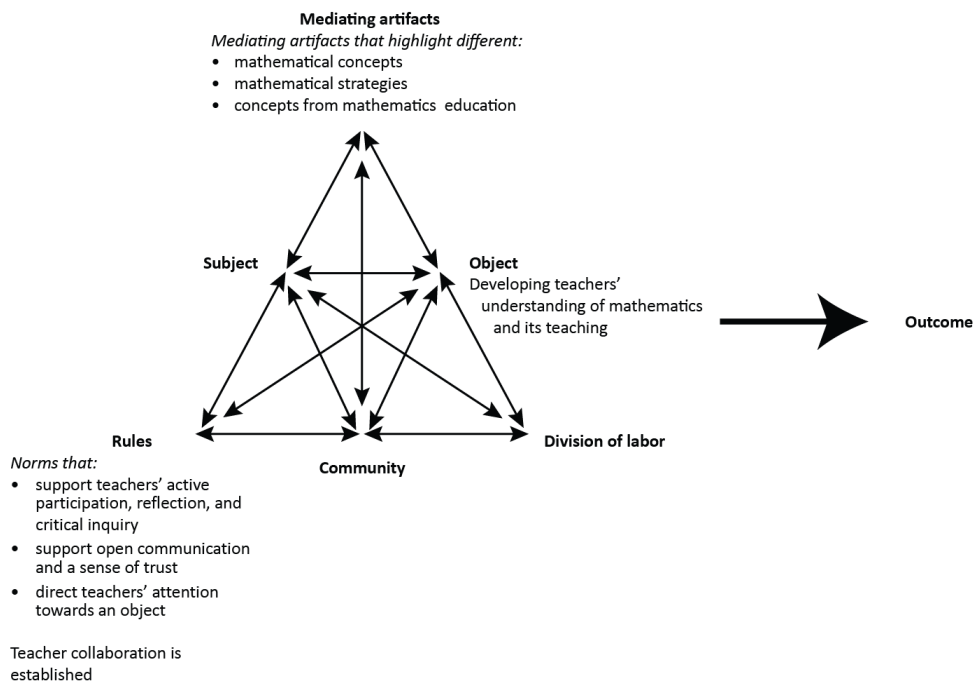 Mediating artifacts
Mediating artifacts that highlight different:
• mathematical concepts
• mathematical strategies
• concepts from mathematics education
Subject
Object
Developing teachers’
understanding of mathematics
and its teaching
Outcome
Rules
Community
Division of labor
Norms that:
• support teachers’ active
participation, reflection, and
critical inquiry
• support open communication
and a sense of trust
• direct teachers’ attention
towards an object
Teacher collaboration is
established